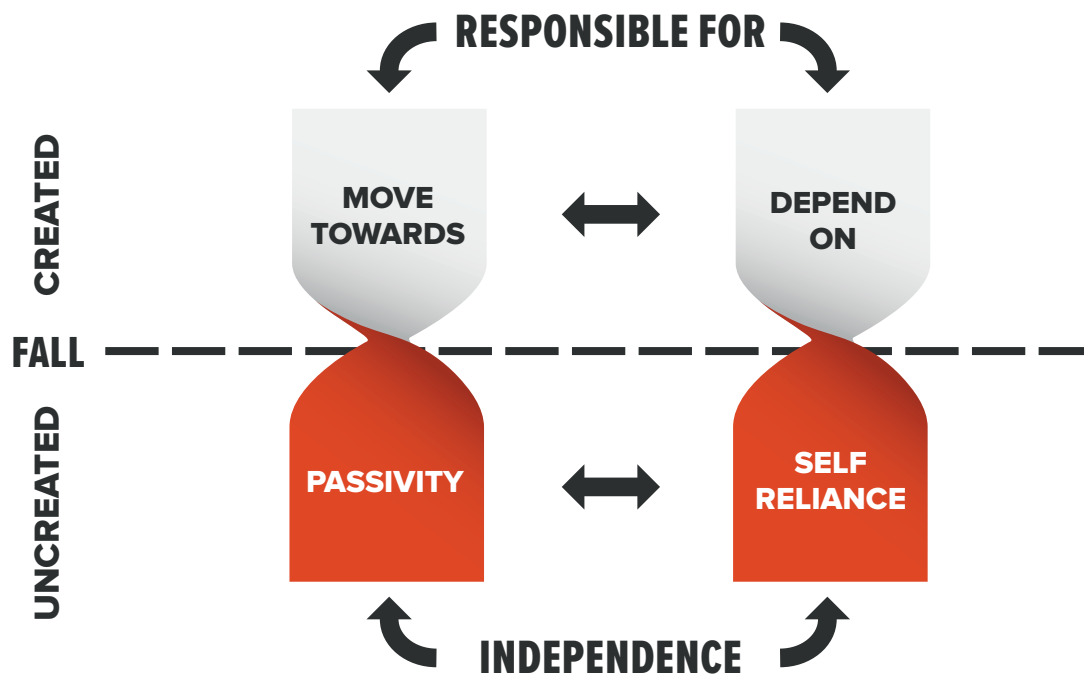 RESPONSIBLE FOR
CREATED
MOVE
TOWARDS
DEPEND
ON
FALL
UNCREATED
PASSIVITY
SELF
RELIANCE
INDEPENDENCE